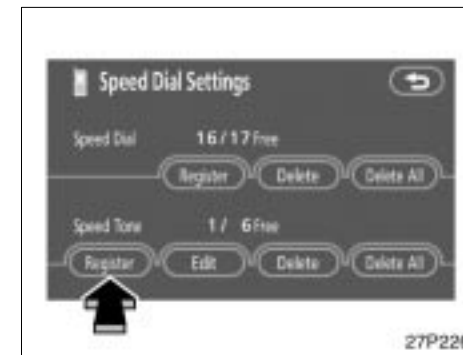 Speed Dial Settings
Speed Dial 16/17 Free
Register Delete Delete All
Speed Tone 1/ 6 Free
Register Edit Delete Delete All
27P226